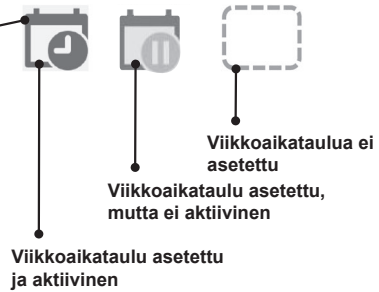 Viikkoaikataulua ei
asetettu
Viikkoaikataulu asetettu,
mutta ei aktiivinen
Viikkoaikataulu asetettu
ja aktiivinen